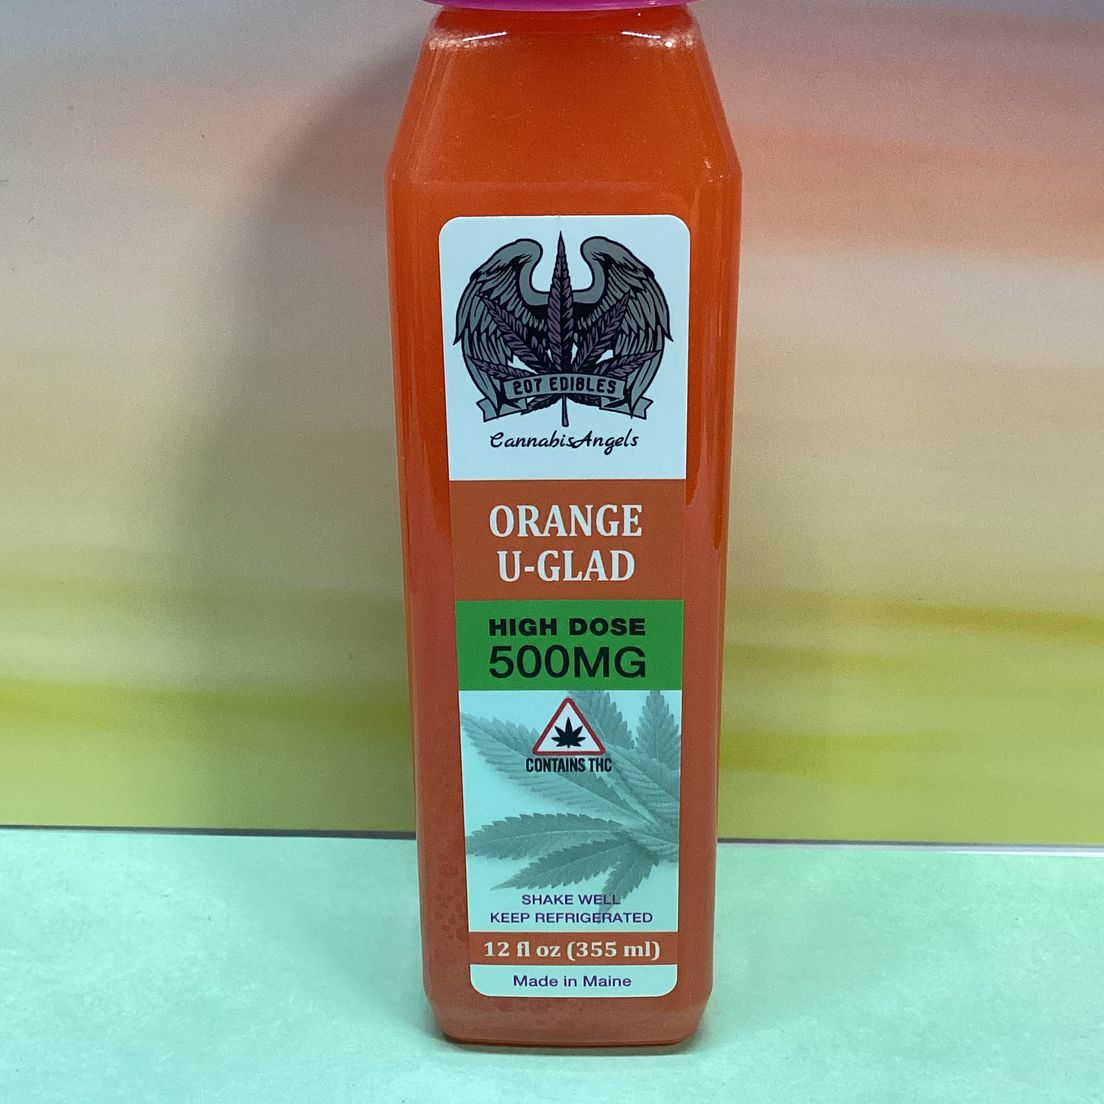 207 EDIBLES
CannabisAngels
ORANGE
U-GLAD
HIGH DOSE
500MG
CONTAINS THC
SHAKE WELL
KEEP REFRIGERATED
12 fl oz (355 ml)
Made in Maine